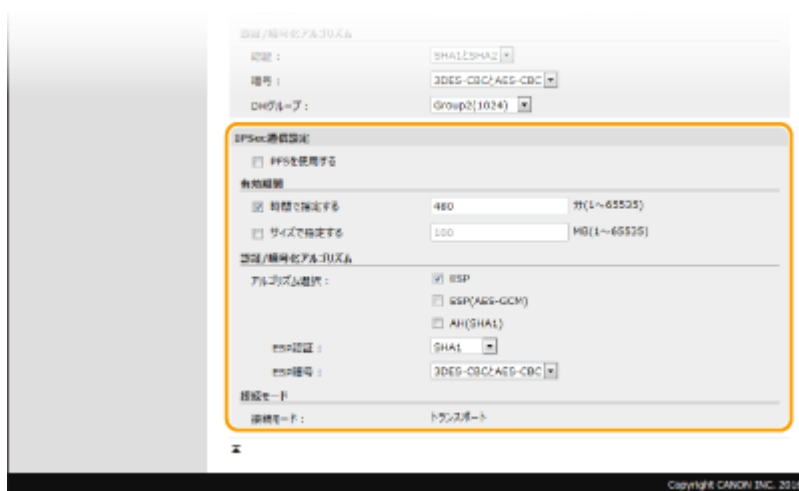 認証/暗号化アルゴリズム
認証： SHA1とSHA2
暗号： 3DES-CBCとAES-CBC
DHグループ： Group2(1024)
IPSec通信設定
PFSを使用する
有効期間
時間で指定する 480 分(1～65535)
サイズで指定する 100 MB(1～65535)
認証/暗号化アルゴリズム
アルゴリズム選択： ESP
ESP(AES-GCM)
AH(SHA1)
ESP認証： SHA1
ESP暗号： 3DES-CBCとAES-CBC
接続モード
接続モード： トランスポート
Copyright CANON INC. 2016